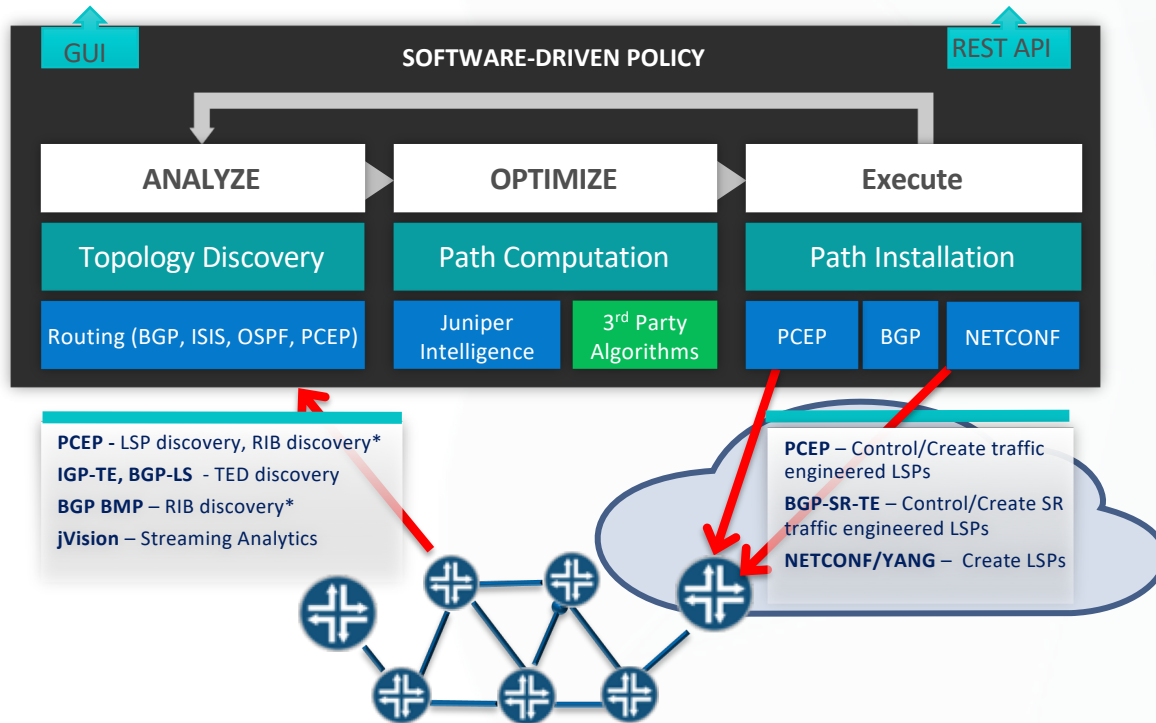 GUI
REST API
SOFTWARE-DRIVEN POLICY
ANALYZE
OPTIMIZE
Execute
Topology Discovery
Path Computation
Path Installation
Routing (BGP, ISIS, OSPF, PCEP)
Juniper
Intelligence
3rd Party
Algorithms
PCEP
BGP
NETCONF
PCEP - LSP discovery, RIB discovery*
IGP-TE, BGP-LS - TED discovery
BGP BMP – RIB discovery*
jVision – Streaming Analytics
PCEP – Control/Create traffic
engineered LSPs
BGP-SR-TE – Control/Create SR
traffic engineered LSPs
NETCONF/YANG – Create LSPs